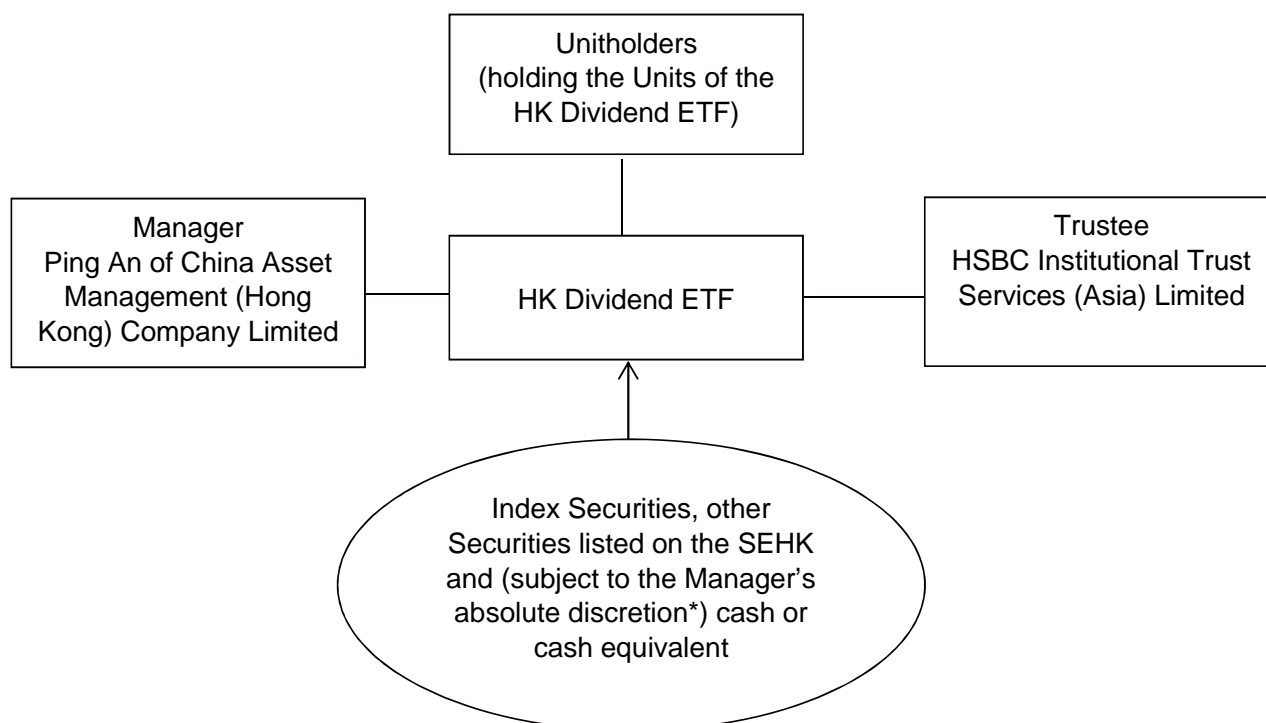 Unitholders
(holding the Units of the
HK Dividend ETF)
Manager
Ping An of China Asset
Management (Hong
Kong) Company Limited
HK Dividend ETF
Trustee
HSBC Institutional Trust
Services (Asia) Limited
Index Securities, other
Securities listed on the SEHK
and (subject to the Manager’s
absolute discretion*) cash or
cash equivalent